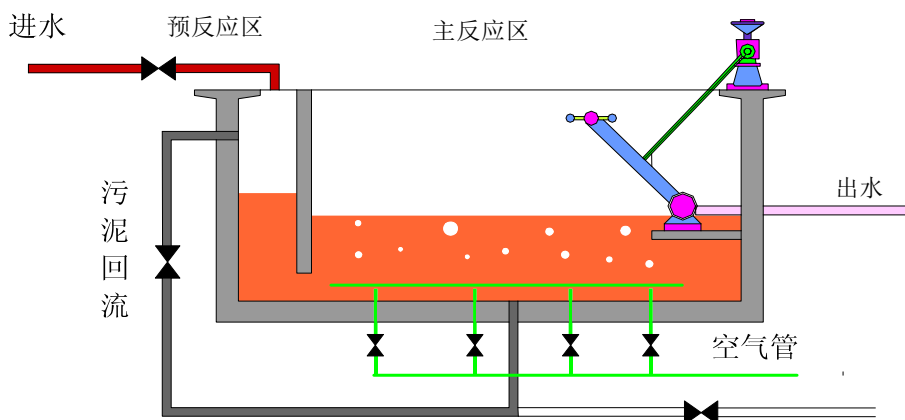 进水
预反应区
主反应区
出水
污泥回流
空气管